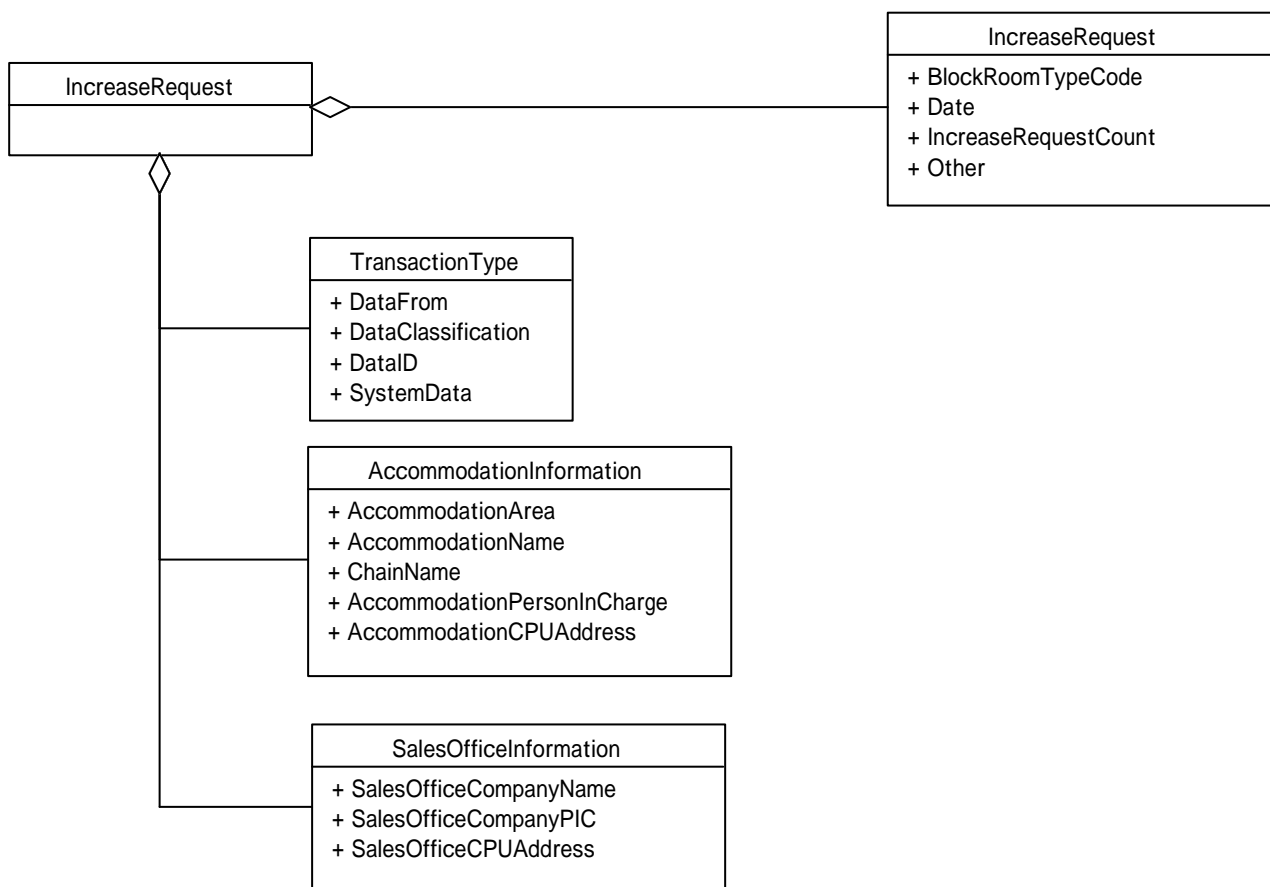 IncreaseRequest
IncreaseRequest
+ BlockRoomTypeCode
+ Date
+ IncreaseRequestCount
+ Other
TransactionType
+ DataFrom
+ DataClassification
+ DataID
+ SystemData
AccommodationInformation
+ AccommodationArea
+ AccommodationName
+ ChainName
+ AccommodationPersonInCharge
+ AccommodationCPUAddress
SalesOfficeInformation
+ SalesOfficeCompanyName
+ SalesOfficeCompanyPIC
+ SalesOfficeCPUAddress